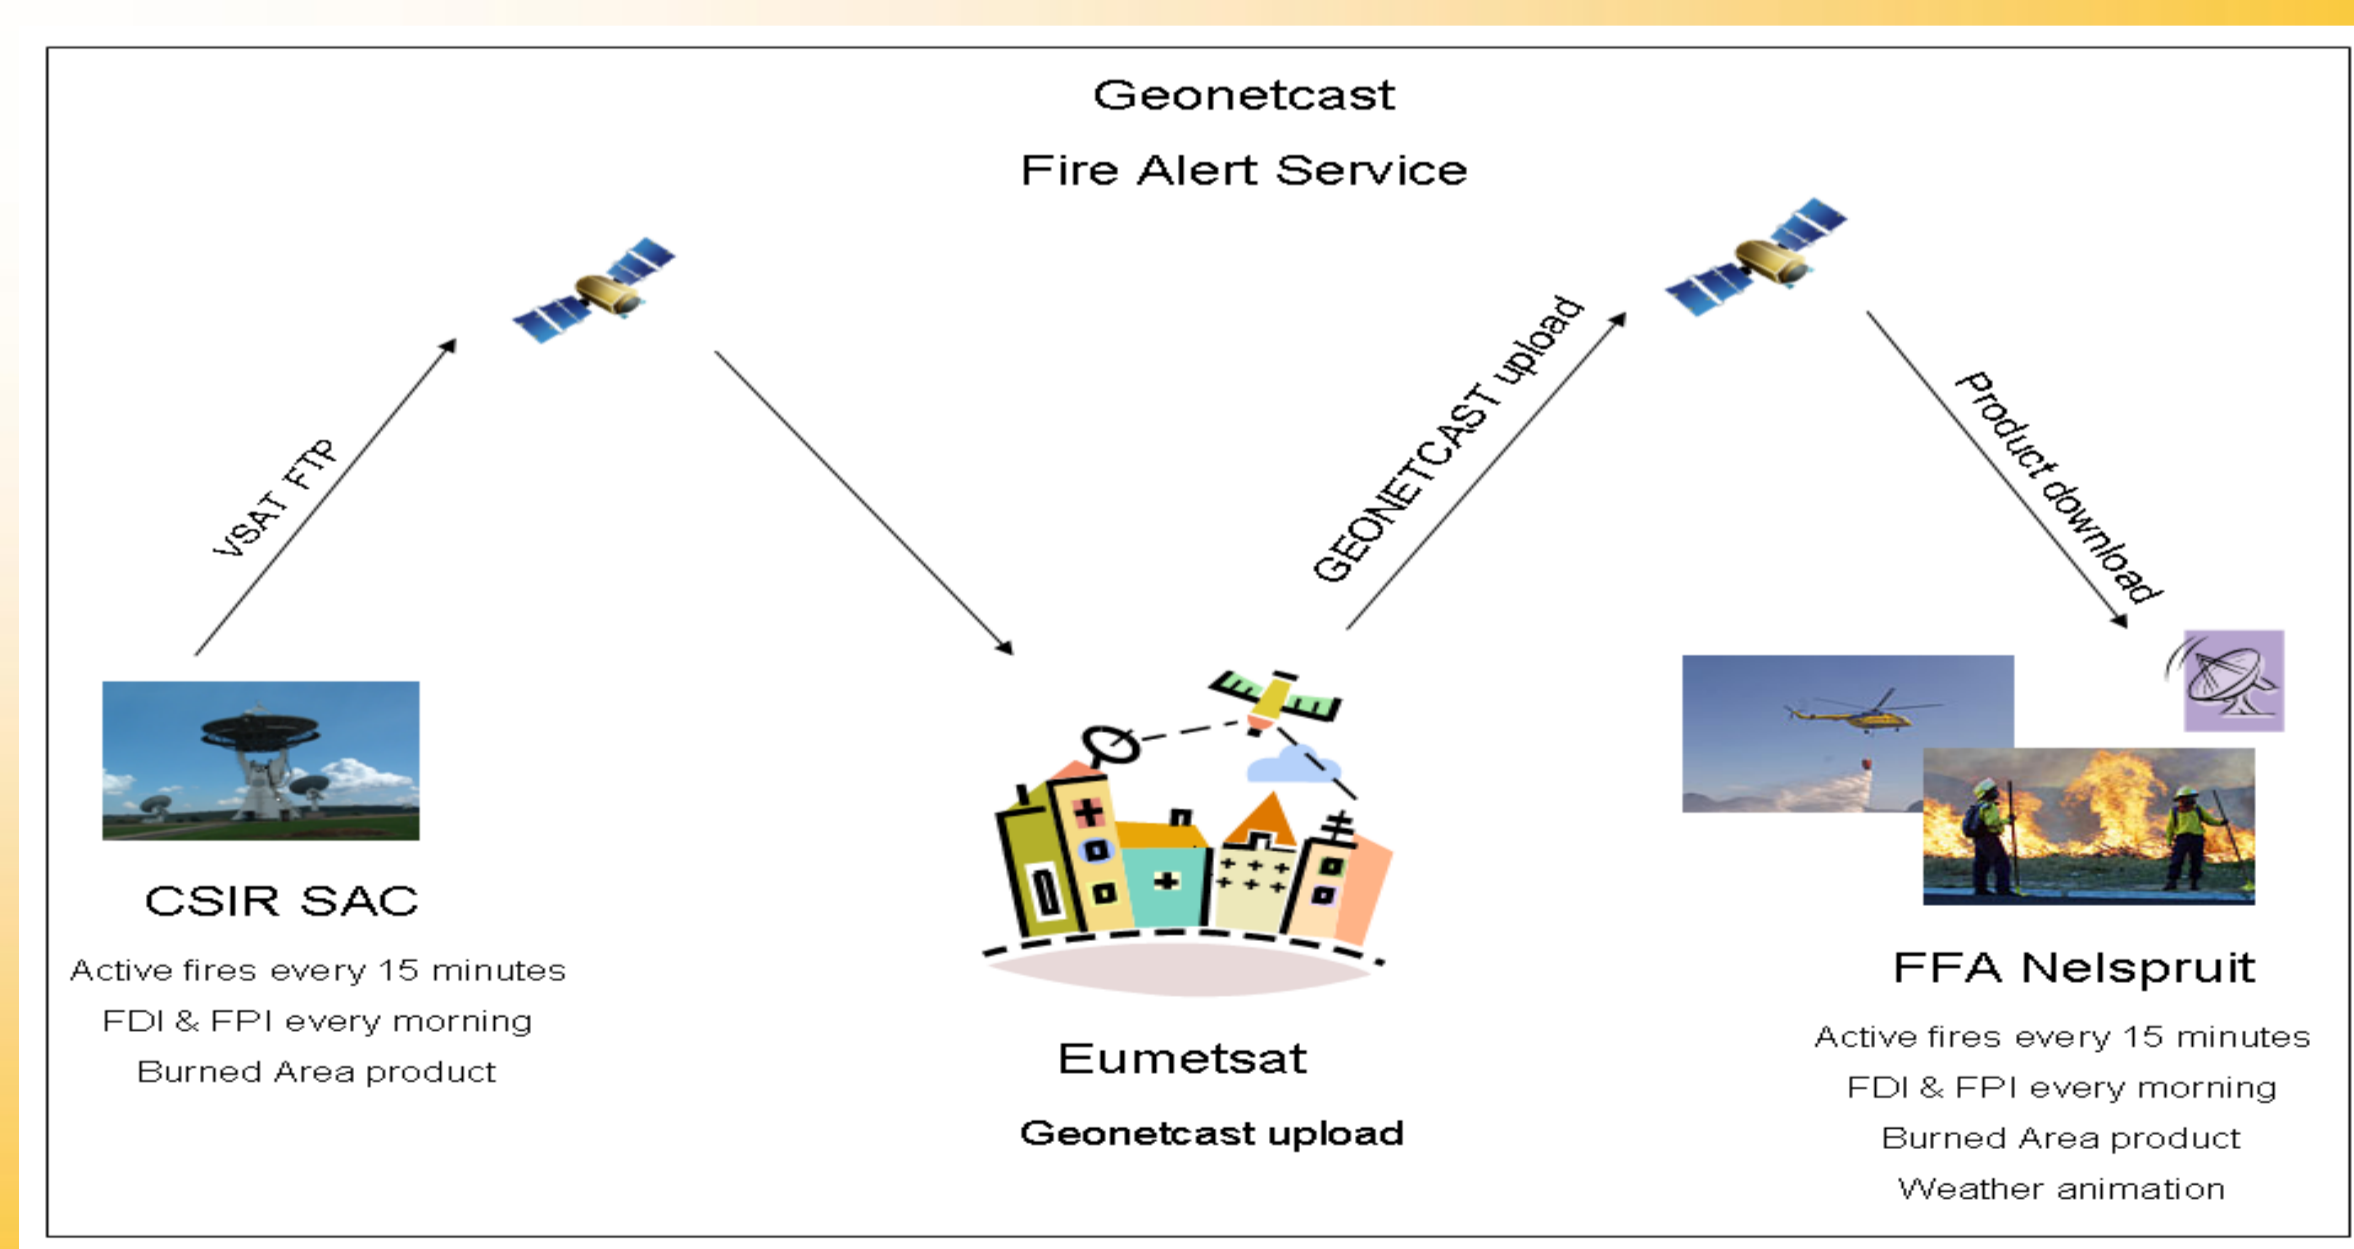 Geonetcast
Fire Alert Service
VSAT FTp
GEONETCAST upload
Product download
CSIR SAC
Active fires every 15 minutes
FDI & FPI every morning
Burned Area product
Eumetsat
Geonetcast upload
FFA Nelspruit
Active fires every 15 minutes
FDI & FPI every morning
Burned Area product
Weather animation